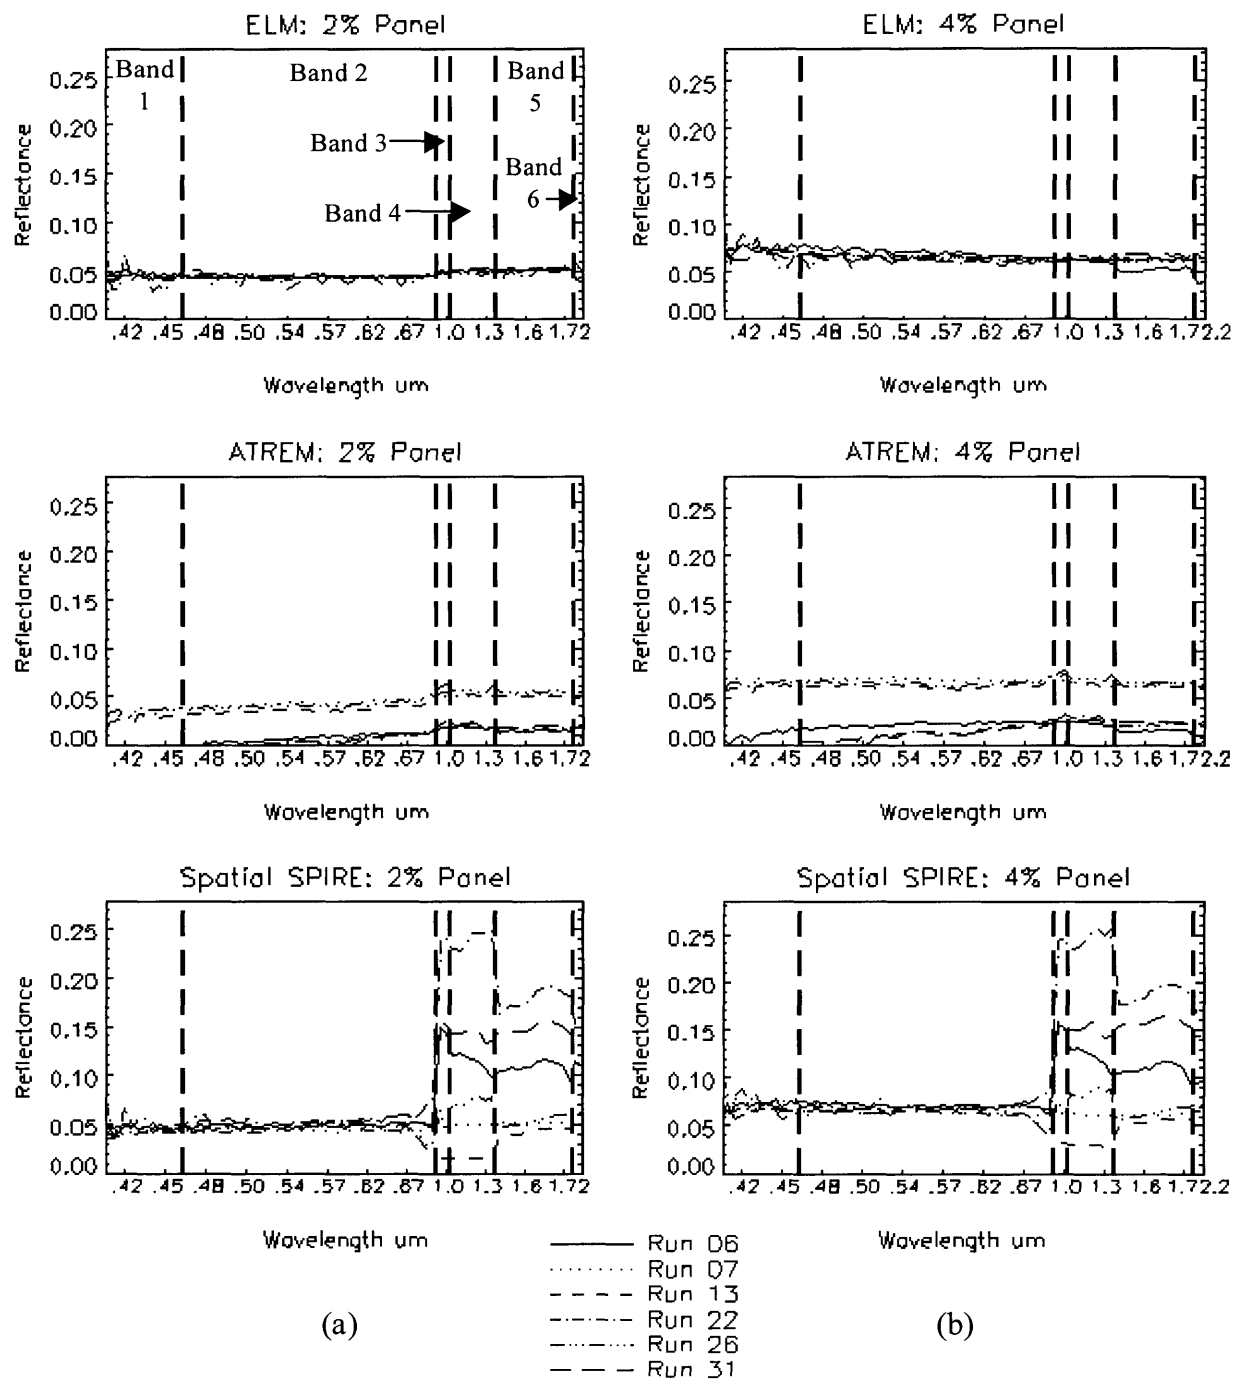 ELM: 2% Panel
ELM: 4% Panel
Reflectance
0.25
0.20
0.15
0.10
0.05
0.00
Band 1
Band 2
Band 3
Band 4
Band 5
Band 6
.42 .45 .48 .50 .54 .57 .62 .67 1.0 1.3 1.6 1.72
Wavelength um
Reflectance
0.25
0.20
0.15
0.10
0.05
0.00
.42 .45 .48 .50 .54 .57 .62 .67 1.0 1.3 1.6 1.72.2
Wavelength um
ATREM: 2% Panel
ATREM: 4% Panel
Reflectance
0.25
0.20
0.15
0.10
0.05
0.00
.42 .45 .48 .50 .54 .57 .62 .67 1.0 1.3 1.6 1.72
Wavelength um
Reflectance
0.25
0.20
0.15
0.10
0.05
0.00
.42 .45 .48 .50 .54 .57 .62 .67 1.0 1.3 1.6 1.72.2
Wavelength um
Spatial SPIRE: 2% Panel
Spatial SPIRE: 4% Panel
Reflectance
0.25
0.20
0.15
0.10
0.05
0.00
.42 .45 .48 .50 .54 .57 .62 .67 1.0 1.3 1.6 1.72
Wavelength um
Reflectance
0.25
0.20
0.15
0.10
0.05
0.00
.42 .45 .48 .50 .54 .57 .62 .67 1.0 1.3 1.6 1.72.2
Wavelength um
Run 06
Run 07
Run 13
Run 22
Run 26
Run 31
(a)
(b)